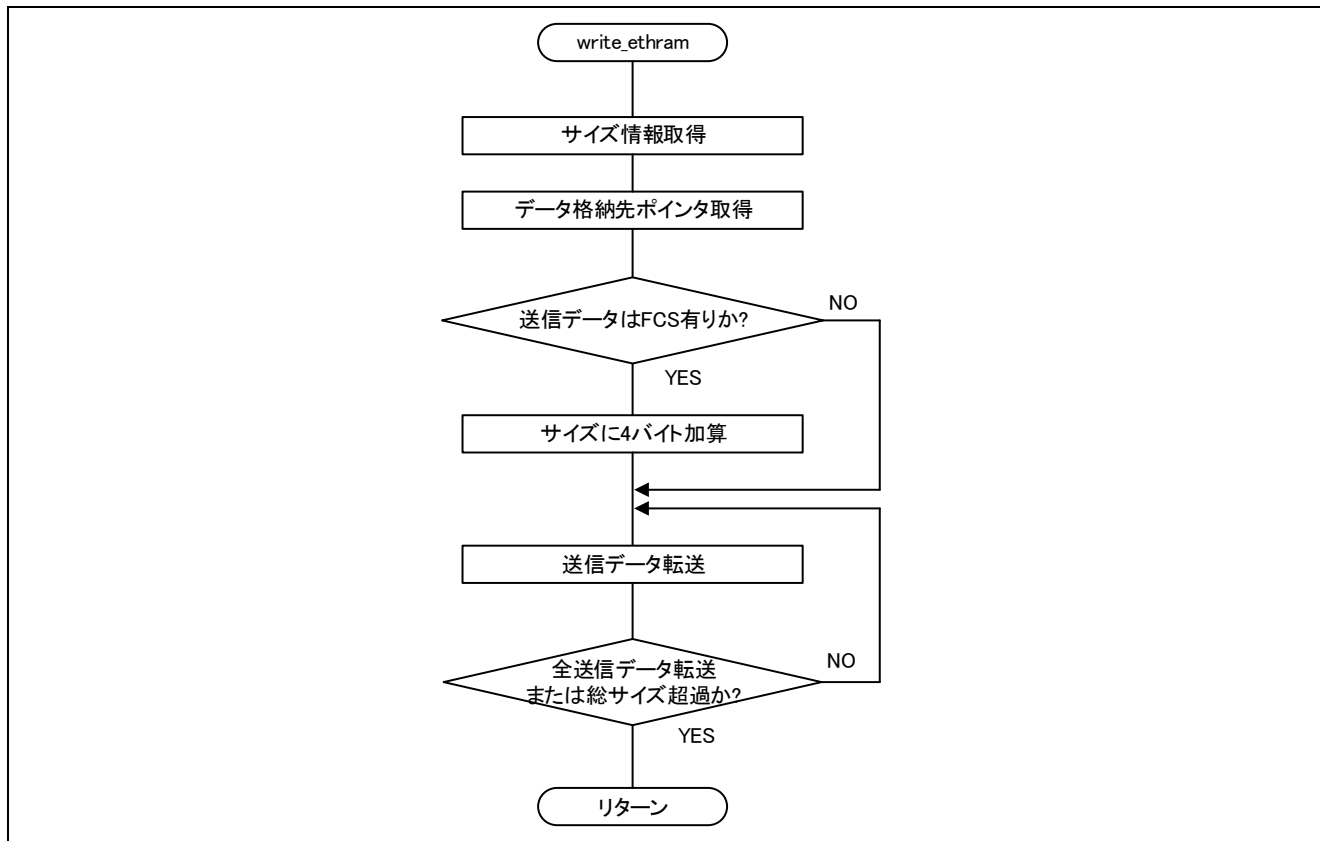 write_ethram
サイズ情報取得
データ格納先ポインタ取得
送信データはFCS有りか?
NO
YES
サイズに4バイト加算
送信データ転送
全送信データ転送
または総サイズ超過か?
NO
YES
リターン